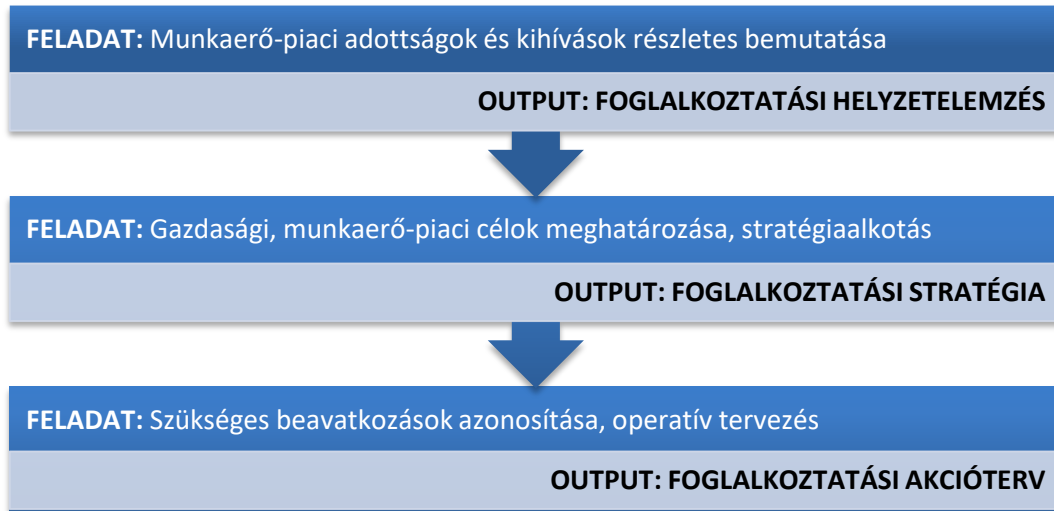 FELADAT: Munkaerő-piaci adottságok és kihívások részletes bemutatása
OUTPUT: FOGLALKOZTATÁSI HELYZETELEMZÉS
FELADAT: Gazdasági, munkaerő-piaci célok meghatározása, stratégiaalkotás
OUTPUT: FOGLALKOZTATÁSI STRATÉGIA
FELADAT: Szükséges beavatkozások azonosítása, operatív tervezés
OUTPUT: FOGLALKOZTATÁSI AKCIÓTERV